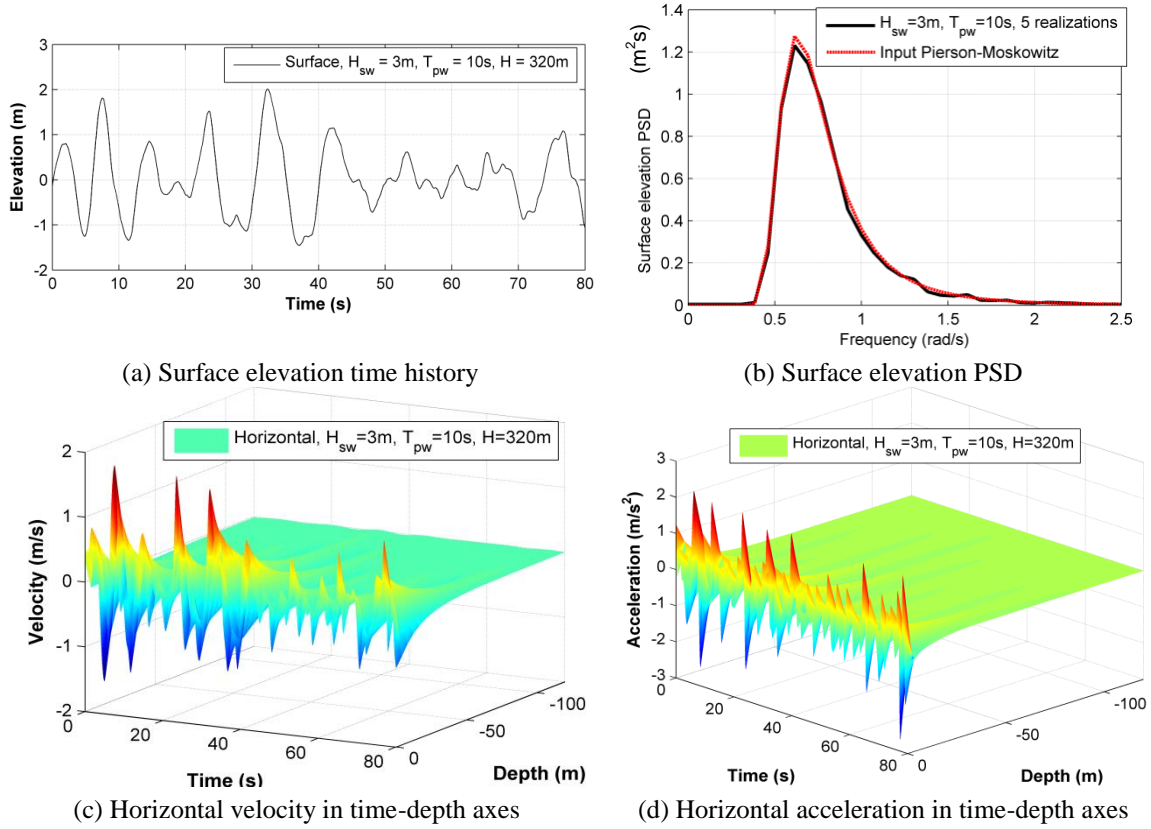 Surface, H_sw = 3m, T_pw = 10s, H = 320m
Elevation (m)
3
2
1
0
-1
-2
0 10 20 30 40 50 60 70 80
Time (s)
(a) Surface elevation time history
H_sw=3m, T_pw=10s, 5 realizations
Input Pierson-Moskowitz
Surface elevation PSD (m²s)
1.4
1.2
1.0
0.8
0.6
0.4
0.2
0
0 0.5 1 1.5 2 2.5
Frequency (rad/s)
(b) Surface elevation PSD
Horizontal, H_sw=3m, T_pw=10s, H=320m
Velocity (m/s)
2
1
0
-1
-2
0 20 40 60 80
Time (s)
0 -50 -100
Depth (m)
(c) Horizontal velocity in time-depth axes
Horizontal, H_sw=3m, T_pw=10s, H=320m
Acceleration (m/s²)
3
2
1
0
-1
-2
-3
0 20 40 60 80
Time (s)
0 -50 -100
Depth (m)
(d) Horizontal acceleration in time-depth axes